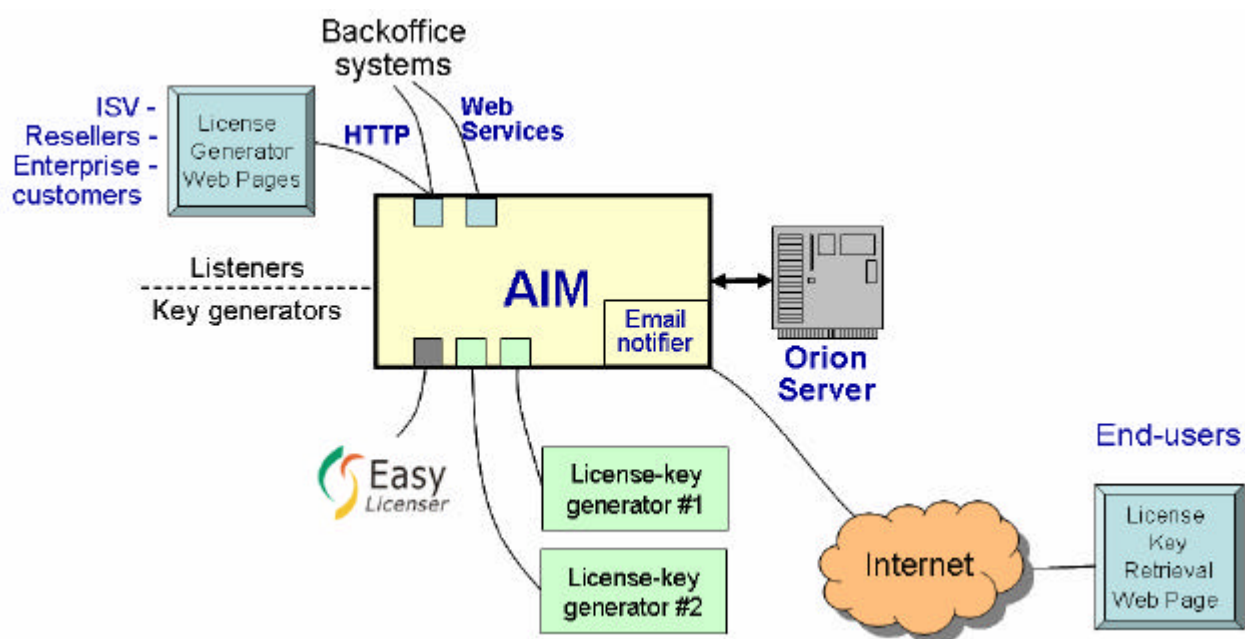 Backoffice
systems
ISV -
Resellers -
Enterprise -
customers
License
Generator
Web Pages
HTTP
Web
Services
Listeners
Key generators
AIM
Email
notifier
Orion
Server
Easy
Licenser
License-key
generator #1
License-key
generator #2
Internet
End-users
License
Key
Retrieval
Web Page